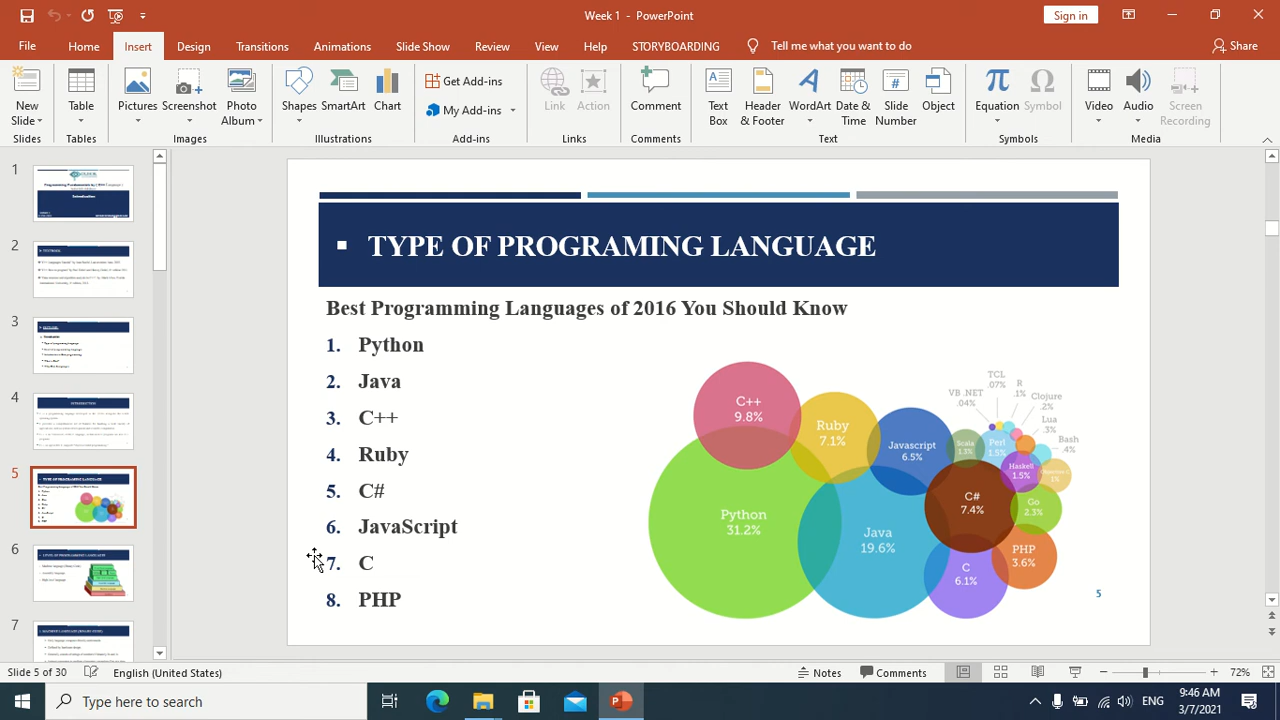 Week 1 - PowerPoint
Sign in
File Home Insert Design Transitions Animations Slide Show Review View Help STORYBOARDING Tell me what you want to do Share
New Slide
Table
Pictures
Screenshot
Photo Album
Shapes
SmartArt
Chart
Get Add-ins
My Add-ins
Link
Action
Comment
Text Box
Header & Footer
WordArt
Date & Time
Slide Number
Object
Equation
Symbol
Video
Audio
Screen Recording
Slides Tables Images Illustrations Add-ins Links Comments Text Symbols Media
1
2
3
4
5
6
7
TYPE OF PROGRAMING LANGUAGE
Best Programming Languages of 2016 You Should Know
1. Python
2. Java
3. C++
4. Ruby
5. C#
6. JavaScript
7. C
8. PHP
C++
9.8%
Ruby
7.1%
Javascript
6.5%
Scala
1.3%
Perl
1.5%
VB .NET
.04%
TCL
.07%
R
.1%
Clojure
.2%
Lua
.3%
Bash
.4%
Haskell
1.5%
1%
Go
2.3%
C#
7.4%
PHP
3.6%
C
6.1%
Java
19.6%
Python
31.2%
5
Slide 5 of 30 English (United States) Notes Comments 72%
Type here to search
ENG
9:46 AM
3/7/2021